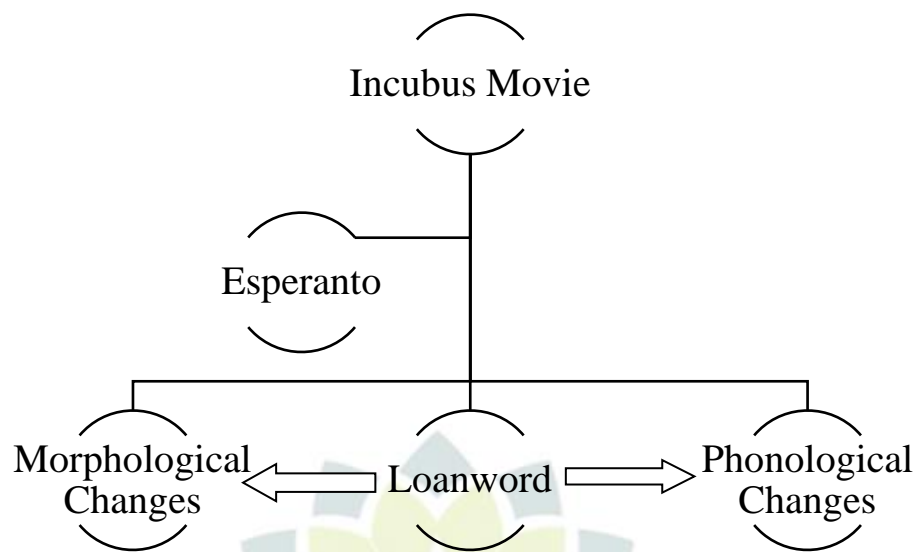 Incubus Movie
Esperanto
Morphological
Changes
Loanword
Phonological
Changes